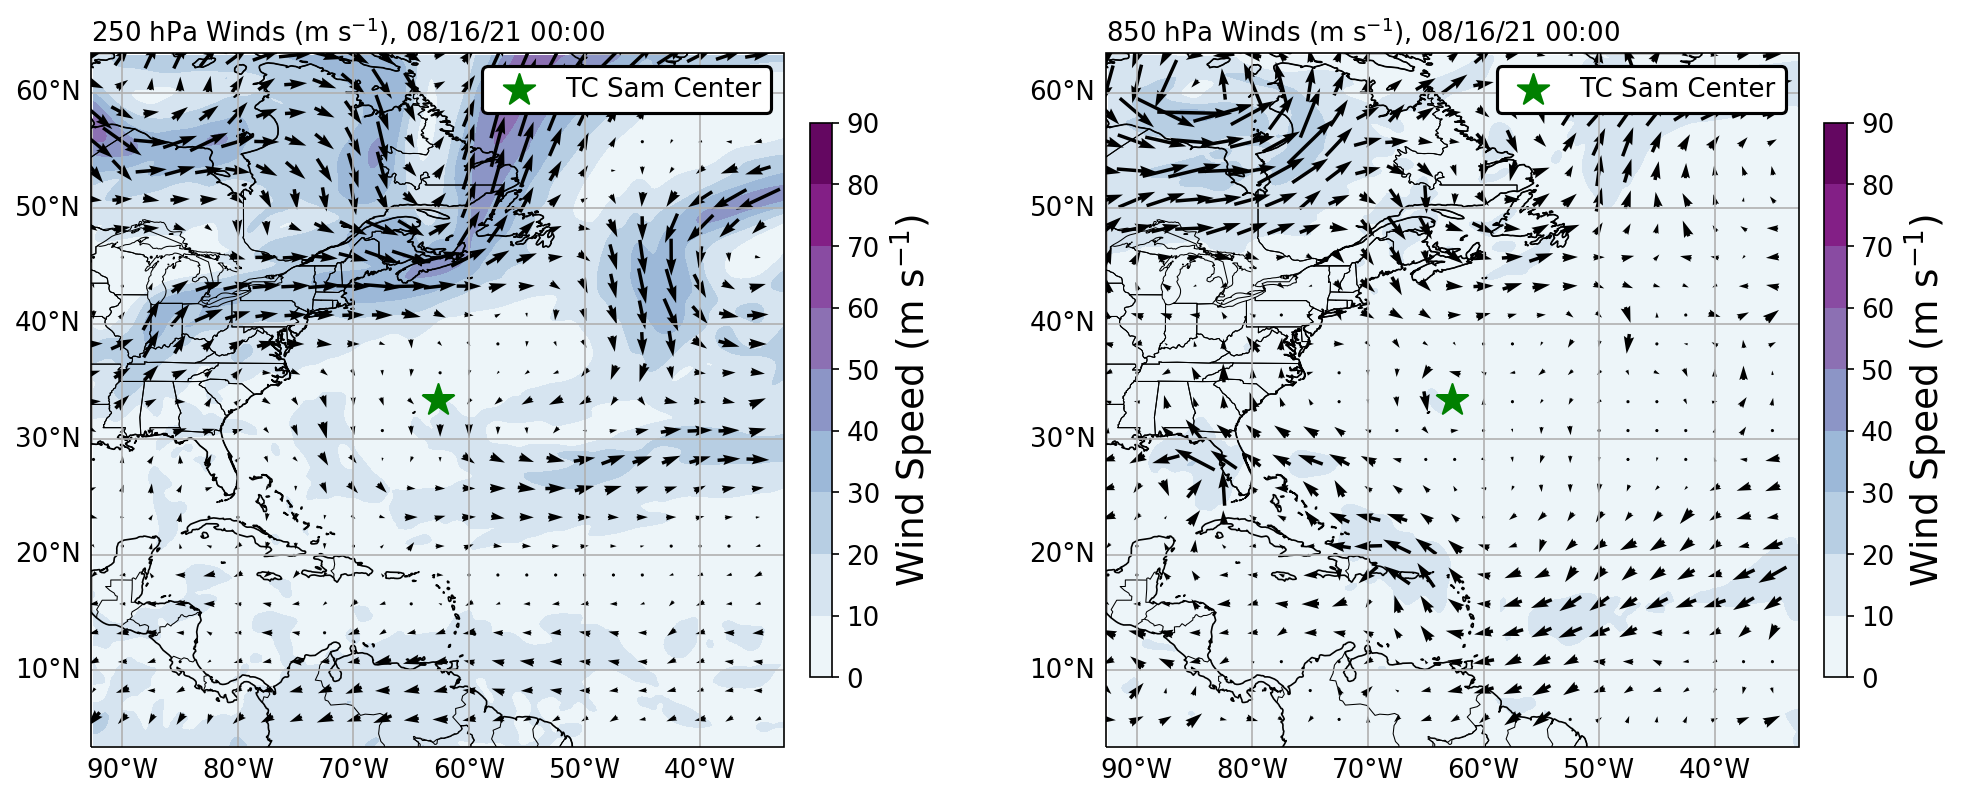 250 hPa Winds (m s⁻¹), 08/16/21 00:00
TC Sam Center
60°N
50°N
40°N
30°N
20°N
10°N
90°W 80°W 70°W 60°W 50°W 40°W
90
80
70
60
50
40
30
20
10
0
Wind Speed (m s⁻¹)
850 hPa Winds (m s⁻¹), 08/16/21 00:00
TC Sam Center
60°N
50°N
40°N
30°N
20°N
10°N
90°W 80°W 70°W 60°W 50°W 40°W
90
80
70
60
50
40
30
20
10
0
Wind Speed (m s⁻¹)